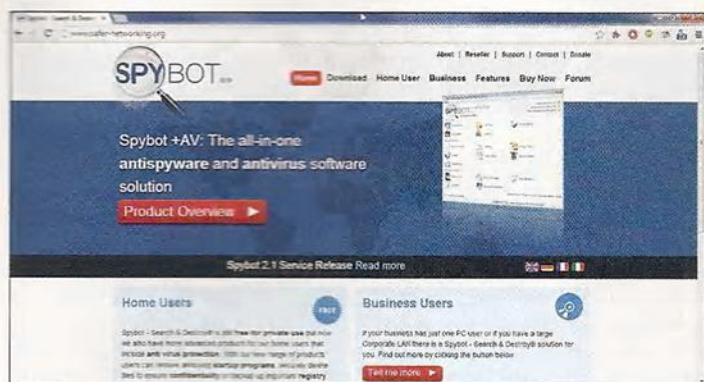 www.safer-networking.org
About | Reseller | Support | Contact | Donate
SPYBOT
Home Download Home User Business Features Buy Now Forum
Spybot +AV: The all-in-one
antispyware and antivirus software
solution
Product Overview
Spybot 2.1 Service Release Read more
Home Users
FREE
Spybot - Search & Destroy® is still free for private use but now
we also have more advanced products for our home users that
include anti virus protection. With our new range of products
users can remove annoying startup programs, securely delete
files to ensure confidentiality or backup up important registry
Business Users
If your business has just one PC user or if you have a large
Corporate LAN there is a Spybot - Search & Destroy® solution for
you. Find out more by clicking the button below
Tell me more